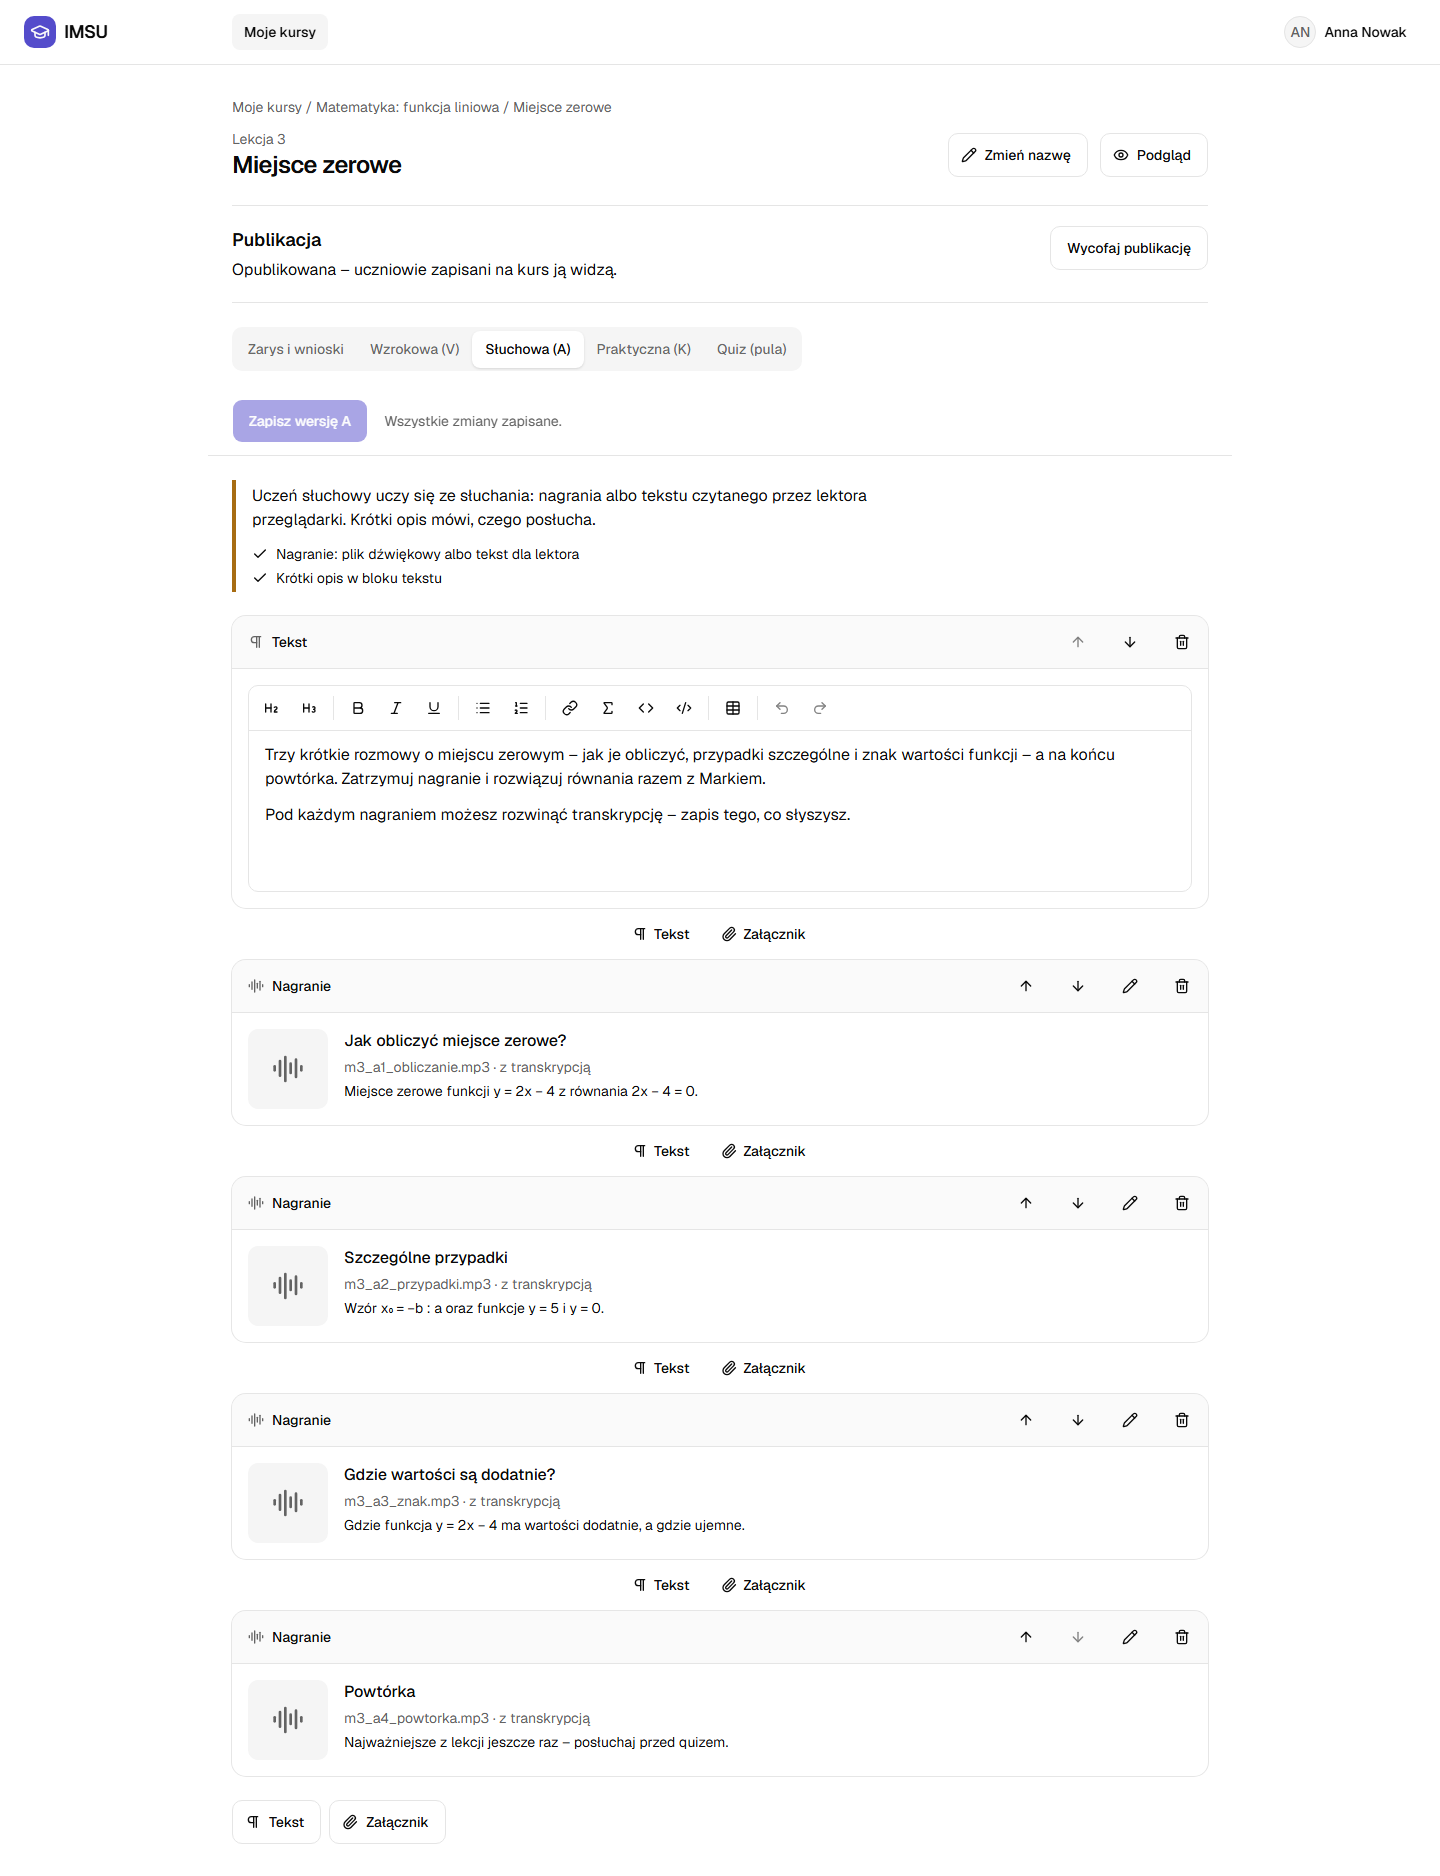 IMSU
Moje kursy
AN
Anna Nowak
Moje kursy / Matematyka: funkcja liniowa / Miejsce zerowe
Lekcja 3
Miejsce zerowe
Zmień nazwę
Podgląd
Publikacja
Opublikowana – uczniowie zapisani na kurs ją widzą.
Wycofaj publikację
Zarys i wnioski
Wzrokowa (V)
Słuchowa (A)
Praktyczna (K)
Quiz (pula)
Zapisz wersję A
Wszystkie zmiany zapisane.
Uczeń słuchowy uczy się ze słuchania: nagrania albo tekstu czytanego przez lektora
przeglądarki. Krótki opis mówi, czego posłucha.
Nagranie: plik dźwiękowy albo tekst dla lektora
Krótki opis w bloku tekstu
Tekst
H2 H3 B I U
Trzy krótkie rozmowy o miejscu zerowym – jak je obliczyć, przypadki szczególne i znak wartości funkcji – a na końcu
powtórka. Zatrzymuj nagranie i rozwiązuj równania razem z Markiem.
Pod każdym nagraniem możesz rozwinąć transkrypcję – zapis tego, co słyszysz.
Tekst
Załącznik
Nagranie
Jak obliczyć miejsce zerowe?
m3_a1_obliczanie.mp3 · z transkrypcją
Miejsce zerowe funkcji y = 2x − 4 z równania 2x − 4 = 0.
Tekst
Załącznik
Nagranie
Szczególne przypadki
m3_a2_przypadki.mp3 · z transkrypcją
Wzór x₀ = −b : a oraz funkcje y = 5 i y = 0.
Tekst
Załącznik
Nagranie
Gdzie wartości są dodatnie?
m3_a3_znak.mp3 · z transkrypcją
Gdzie funkcja y = 2x − 4 ma wartości dodatnie, a gdzie ujemne.
Tekst
Załącznik
Nagranie
Powtórka
m3_a4_powtorka.mp3 · z transkrypcją
Najważniejsze z lekcji jeszcze raz – posłuchaj przed quizem.
Tekst
Załącznik